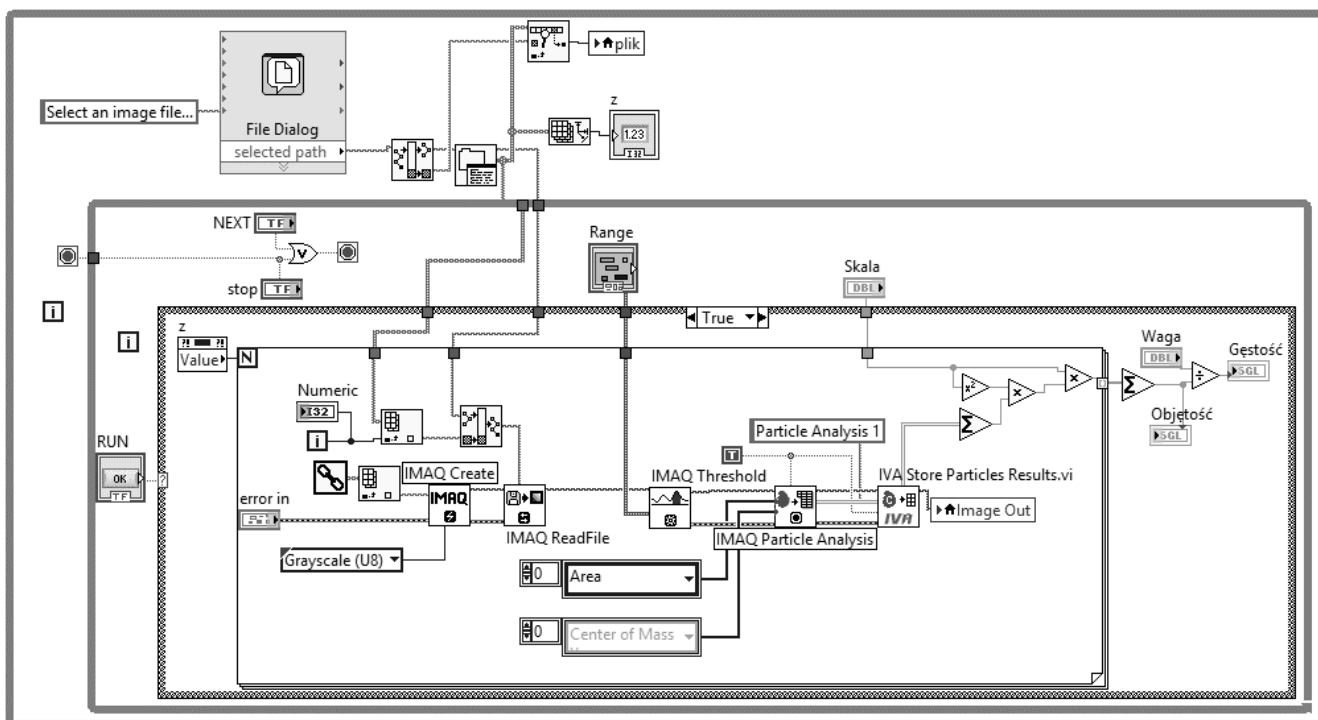 plik
Select an image file...
File Dialog
selected path
z
1.23
I32
NEXT
TF
stop
TF
Range
Skala
DBL
i
i
True
z
Value
N
Waga
DBL
Gęstość
SGL
Numeric
I32
i
x²
x
x
Σ
Σ
÷
Objętość
SGL
RUN
OK
TF
?
Particle Analysis 1
T
IMAQ Create
IMAQ
IMAQ Threshold
IVA Store Particles Results.vi
IVA
Image Out
error in
IMAQ ReadFile
IMAQ Particle Analysis
Grayscale (U8)
0
Area
0
Center of Mass